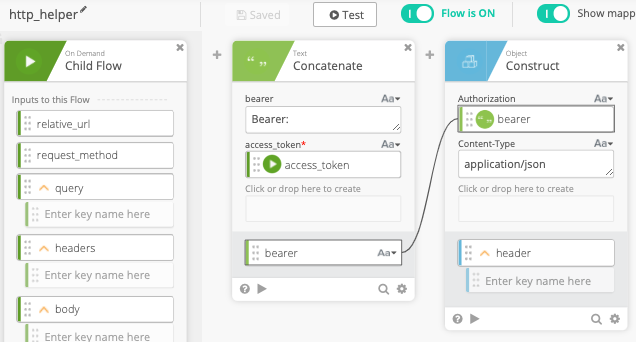 http_helper
Saved
Test
Flow is ON
Show mapp
On Demand
Child Flow
Inputs to this Flow
relative_url
request_method
query
Enter key name here
headers
Enter key name here
body
Enter key name here
Text
Concatenate
bearer
Aa
Bearer:
access_token*
Aa
access_token
Click or drop here to create
bearer
Aa
Object
Construct
Authorization
Aa
bearer
Content-Type
Aa
application/json
Click or drop here to create
header
Enter key name here